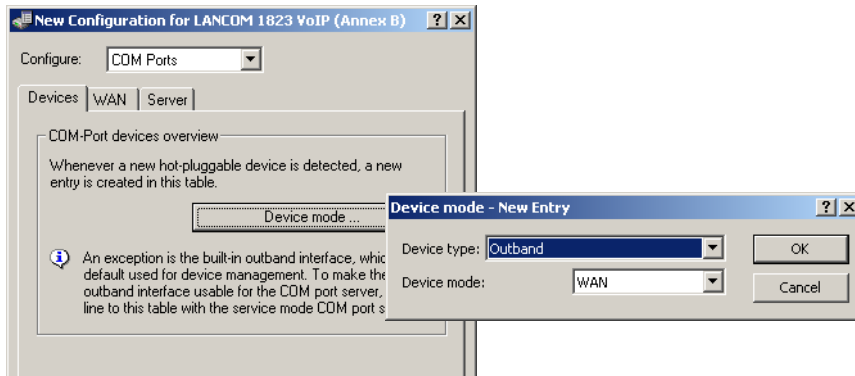 New Configuration for LANCOM 1823 VoIP (Annex B)
Configure: COM Ports
Devices WAN Server
COM-Port devices overview
Whenever a new hot-pluggable device is detected, a new
entry is created in this table.
Device mode ...
An exception is the built-in outband interface, whic
default used for device management. To make the
outband interface usable for the COM port server,
line to this table with the service mode COM port s
Device mode - New Entry
Device type: Outband
OK
Device mode: WAN
Cancel